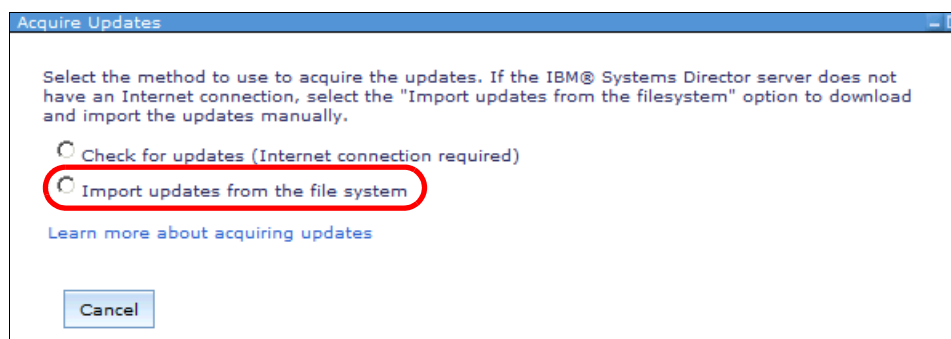 Acquire Updates
Select the method to use to acquire the updates. If the IBM® Systems Director server does not
have an Internet connection, select the "Import updates from the filesystem" option to download
and import the updates manually.
Check for updates (Internet connection required)
Import updates from the file system
Learn more about acquiring updates
Cancel